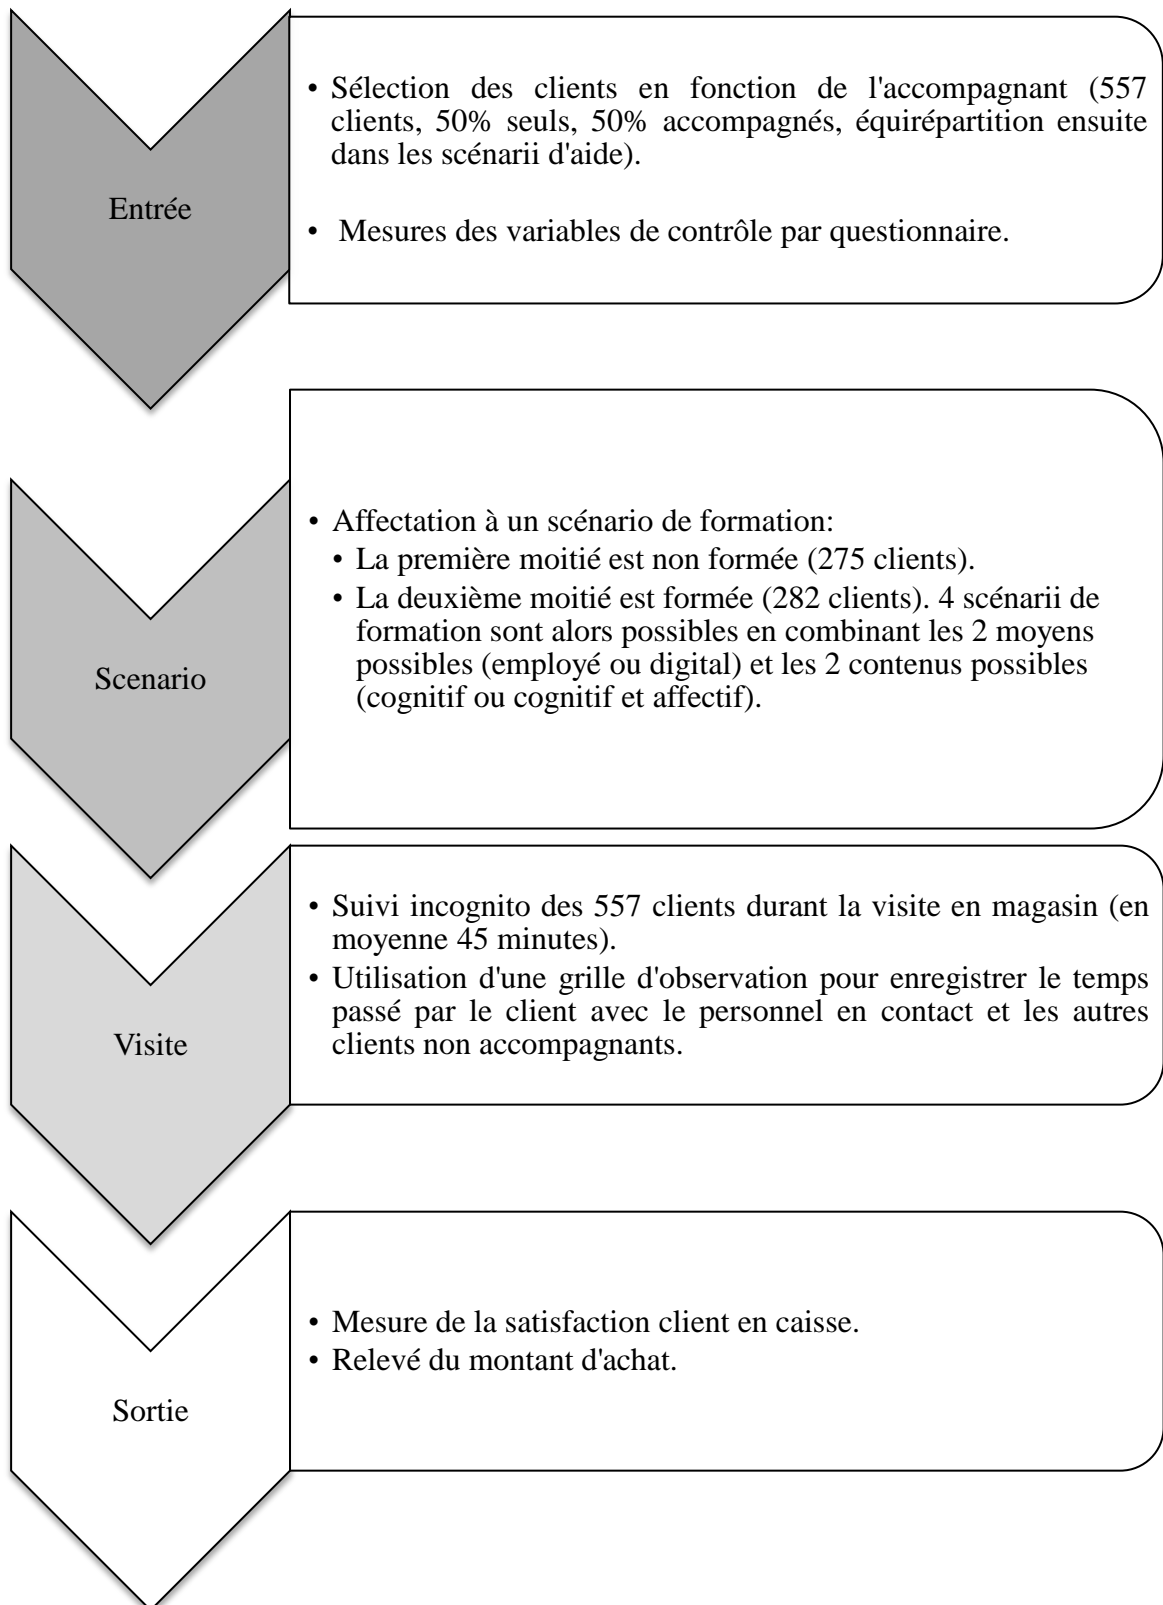 Entrée
• Sélection des clients en fonction de l'accompagnant (557
clients, 50% seuls, 50% accompagnés, équirépartition ensuite
dans les scénarii d'aide).
• Mesures des variables de contrôle par questionnaire.
Scenario
• Affectation à un scénario de formation:
• La première moitié est non formée (275 clients).
• La deuxième moitié est formée (282 clients). 4 scénarii de
formation sont alors possibles en combinant les 2 moyens
possibles (employé ou digital) et les 2 contenus possibles
(cognitif ou cognitif et affectif).
Visite
• Suivi incognito des 557 clients durant la visite en magasin (en
moyenne 45 minutes).
• Utilisation d'une grille d'observation pour enregistrer le temps
passé par le client avec le personnel en contact et les autres
clients non accompagnants.
Sortie
• Mesure de la satisfaction client en caisse.
• Relevé du montant d'achat.